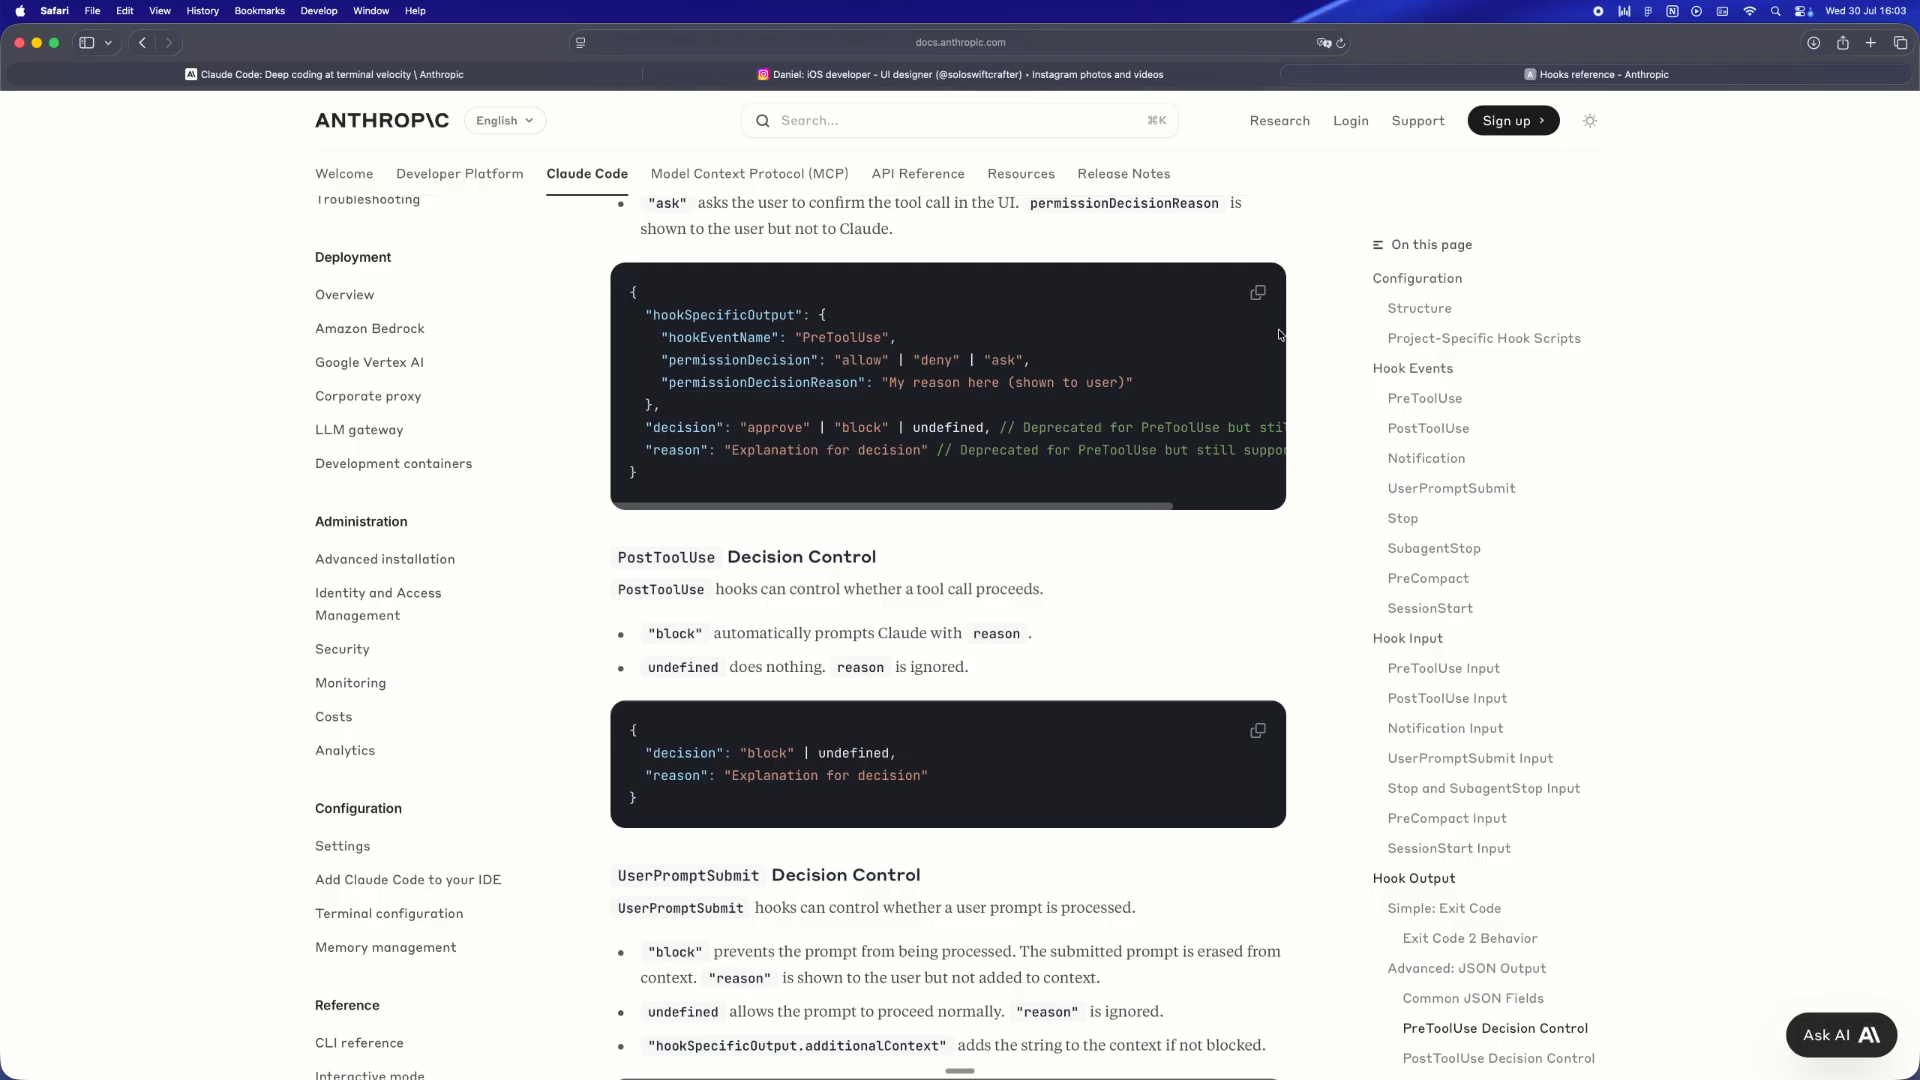 Safari File Edit View History Bookmarks Develop Window Help Wed 30 Jul 16:03
docs.anthropic.com
Claude Code: Deep coding at terminal velocity \ Anthropic
Daniel: iOS developer - UI designer (@soloswiftcrafter) • Instagram photos and videos
Hooks reference - Anthropic
ANTHROP\C English Search... ⌘K Research Login Support Sign up
Welcome Developer Platform Claude Code Model Context Protocol (MCP) API Reference Resources Release Notes
Troubleshooting
Deployment
Overview
Amazon Bedrock
Google Vertex AI
Corporate proxy
LLM gateway
Development containers
Administration
Advanced installation
Identity and Access
Management
Security
Monitoring
Costs
Analytics
Configuration
Settings
Add Claude Code to your IDE
Terminal configuration
Memory management
Reference
CLI reference
Interactive mode
"ask" asks the user to confirm the tool call in the UI. permissionDecisionReason is
shown to the user but not to Claude.
{
"hookSpecificOutput": {
"hookEventName": "PreToolUse",
"permissionDecision": "allow" | "deny" | "ask",
"permissionDecisionReason": "My reason here (shown to user)"
},
"decision": "approve" | "block" | undefined, // Deprecated for PreToolUse but stil
"reason": "Explanation for decision" // Deprecated for PreToolUse but still suppor
}
PostToolUse Decision Control
PostToolUse hooks can control whether a tool call proceeds.
"block" automatically prompts Claude with reason .
undefined does nothing. reason is ignored.
{
"decision": "block" | undefined,
"reason": "Explanation for decision"
}
UserPromptSubmit Decision Control
UserPromptSubmit hooks can control whether a user prompt is processed.
"block" prevents the prompt from being processed. The submitted prompt is erased from
context. "reason" is shown to the user but not added to context.
undefined allows the prompt to proceed normally. "reason" is ignored.
"hookSpecificOutput.additionalContext" adds the string to the context if not blocked.
On this page
Configuration
Structure
Project-Specific Hook Scripts
Hook Events
PreToolUse
PostToolUse
Notification
UserPromptSubmit
Stop
SubagentStop
PreCompact
SessionStart
Hook Input
PreToolUse Input
PostToolUse Input
Notification Input
UserPromptSubmit Input
Stop and SubagentStop Input
PreCompact Input
SessionStart Input
Hook Output
Simple: Exit Code
Exit Code 2 Behavior
Advanced: JSON Output
Common JSON Fields
PreToolUse Decision Control
PostToolUse Decision Control
Ask AI